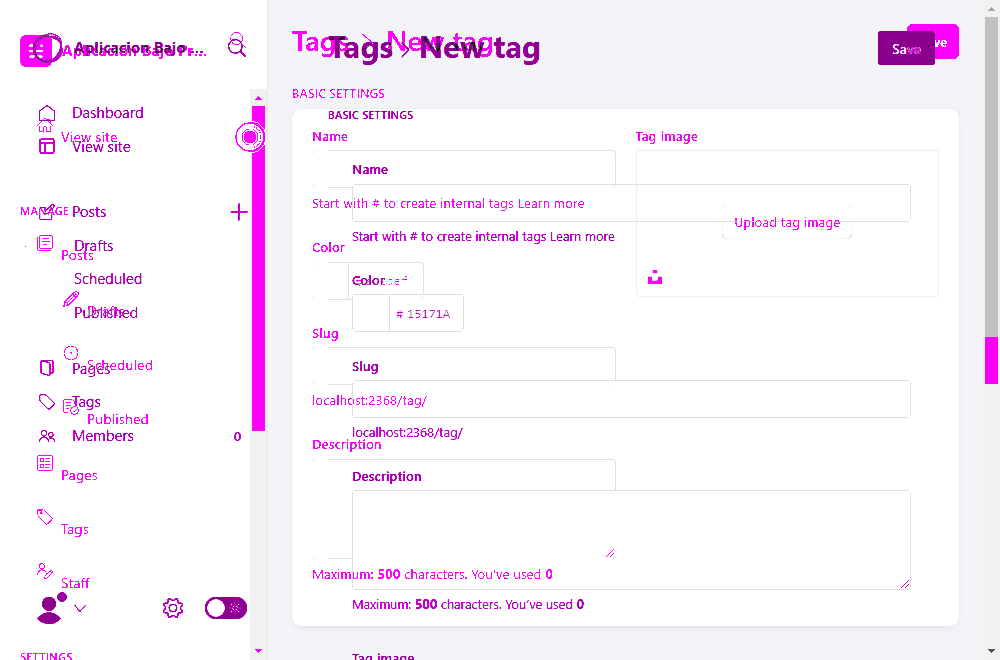 Aplicacion Bajo ...
Aplicacion Bajo Pr...
Dashboard
View site
View site
MANAGE
Posts
Drafts
Posts
Scheduled
Published
Drafts
Scheduled
Pages
Tags
Published
Members 0
Pages
Tags
Staff
SETTINGS
Tags > New tag
Tags > New tag
Save
BASIC SETTINGS
BASIC SETTINGS
Name
Tag image
Name
Start with # to create internal tags Learn more
Upload tag image
Start with # to create internal tags Learn more
Color
Color
# 15171A
Slug
Slug
localhost:2368/tag/
localhost:2368/tag/
Description
Description
Maximum: 500 characters. You've used 0
Maximum: 500 characters. You've used 0
Tag image